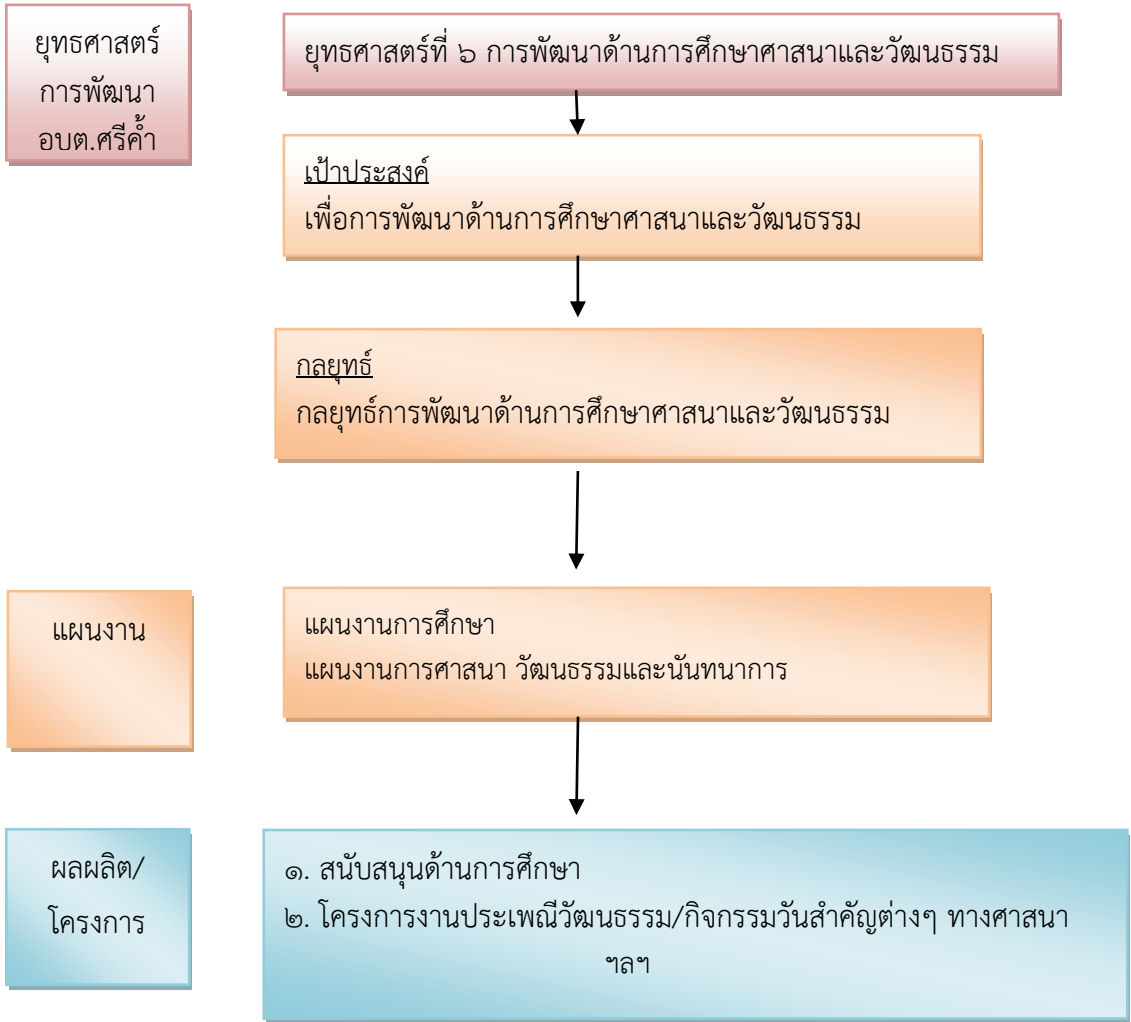 ยุทธศาสตร์
การพัฒนา
อบต.ศรีค้ำ
ยุทธศาสตร์ที่ ๖ การพัฒนาด้านการศึกษาศาสนาและวัฒนธรรม
เป้าประสงค์
เพื่อการพัฒนาด้านการศึกษาศาสนาและวัฒนธรรม
กลยุทธ์
กลยุทธ์การพัฒนาด้านการศึกษาศาสนาและวัฒนธรรม
แผนงาน
แผนงานการศึกษา
แผนงานการศาสนา วัฒนธรรมและนันทนาการ
ผลผลิต/
โครงการ
๑. สนับสนุนด้านการศึกษา
๒. โครงการงานประเพณีวัฒนธรรม/กิจกรรมวันสำคัญต่างๆ ทางศาสนา
ฯลฯ